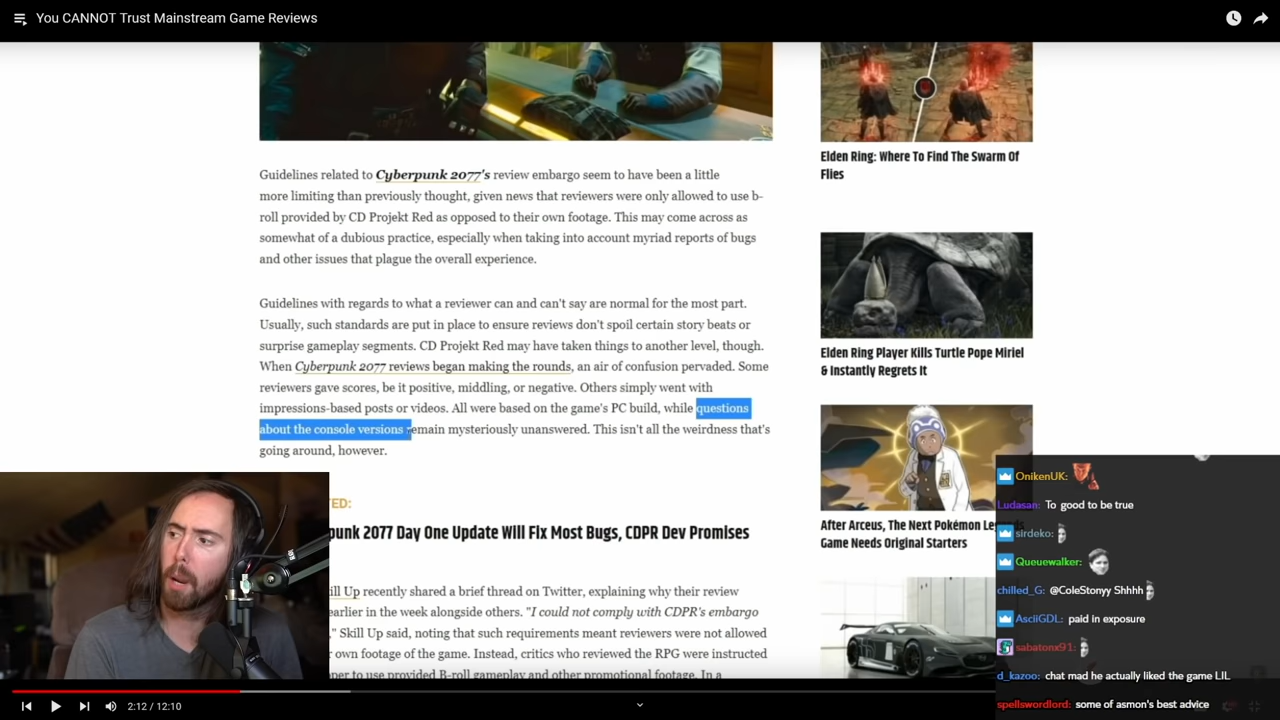 You CANNOT Trust Mainstream Game Reviews
Guidelines related to Cyberpunk 2077's review embargo seem to have been a little
more limiting than previously thought, given news that reviewers were only allowed to use b-
roll provided by CD Projekt Red as opposed to their own footage. This may come across as
somewhat of a dubious practice, especially when taking into account myriad reports of bugs
and other issues that plague the overall experience.
Guidelines with regards to what a reviewer can and can't say are normal for the most part.
Usually, such standards are put in place to ensure reviews don't spoil certain story beats or
surprise gameplay segments. CD Projekt Red may have taken things to another level, though.
When Cyberpunk 2077 reviews began making the rounds, an air of confusion pervaded. Some
reviewers gave scores, be it positive, middling, or negative. Others simply went with
impressions-based posts or videos. All were based on the game's PC build, while questions
about the console versions remain mysteriously unanswered. This isn't all the weirdness that's
going around, however.
ED:
punk 2077 Day One Update Will Fix Most Bugs, CDPR Dev Promises
ill Up recently shared a brief thread on Twitter, explaining why their review
earlier in the week alongside others. "I could not comply with CDPR's embargo
" Skill Up said, noting that such requirements meant reviewers were not allowed
own footage of the game. Instead, critics who reviewed the RPG were instructed
per to use provided B-roll gameplay and other promotional footage. In a
Elden Ring: Where To Find The Swarm Of
Flies
Elden Ring Player Kills Turtle Pope Miriel
& Instantly Regrets It
After Arceus, The Next Pokémon Legends
Game Needs Original Starters
OnikenUK:
Ludasan: To good to be true
sirdeko:
Queuewalker:
chilled_G: @ColeStonyy Shhhh
AsciiGDL: paid in exposure
sabatonx91:
d_kazoo: chat mad he actually liked the game LIL
spellswordlord: some of asmon's best advice
2:12 / 12:10